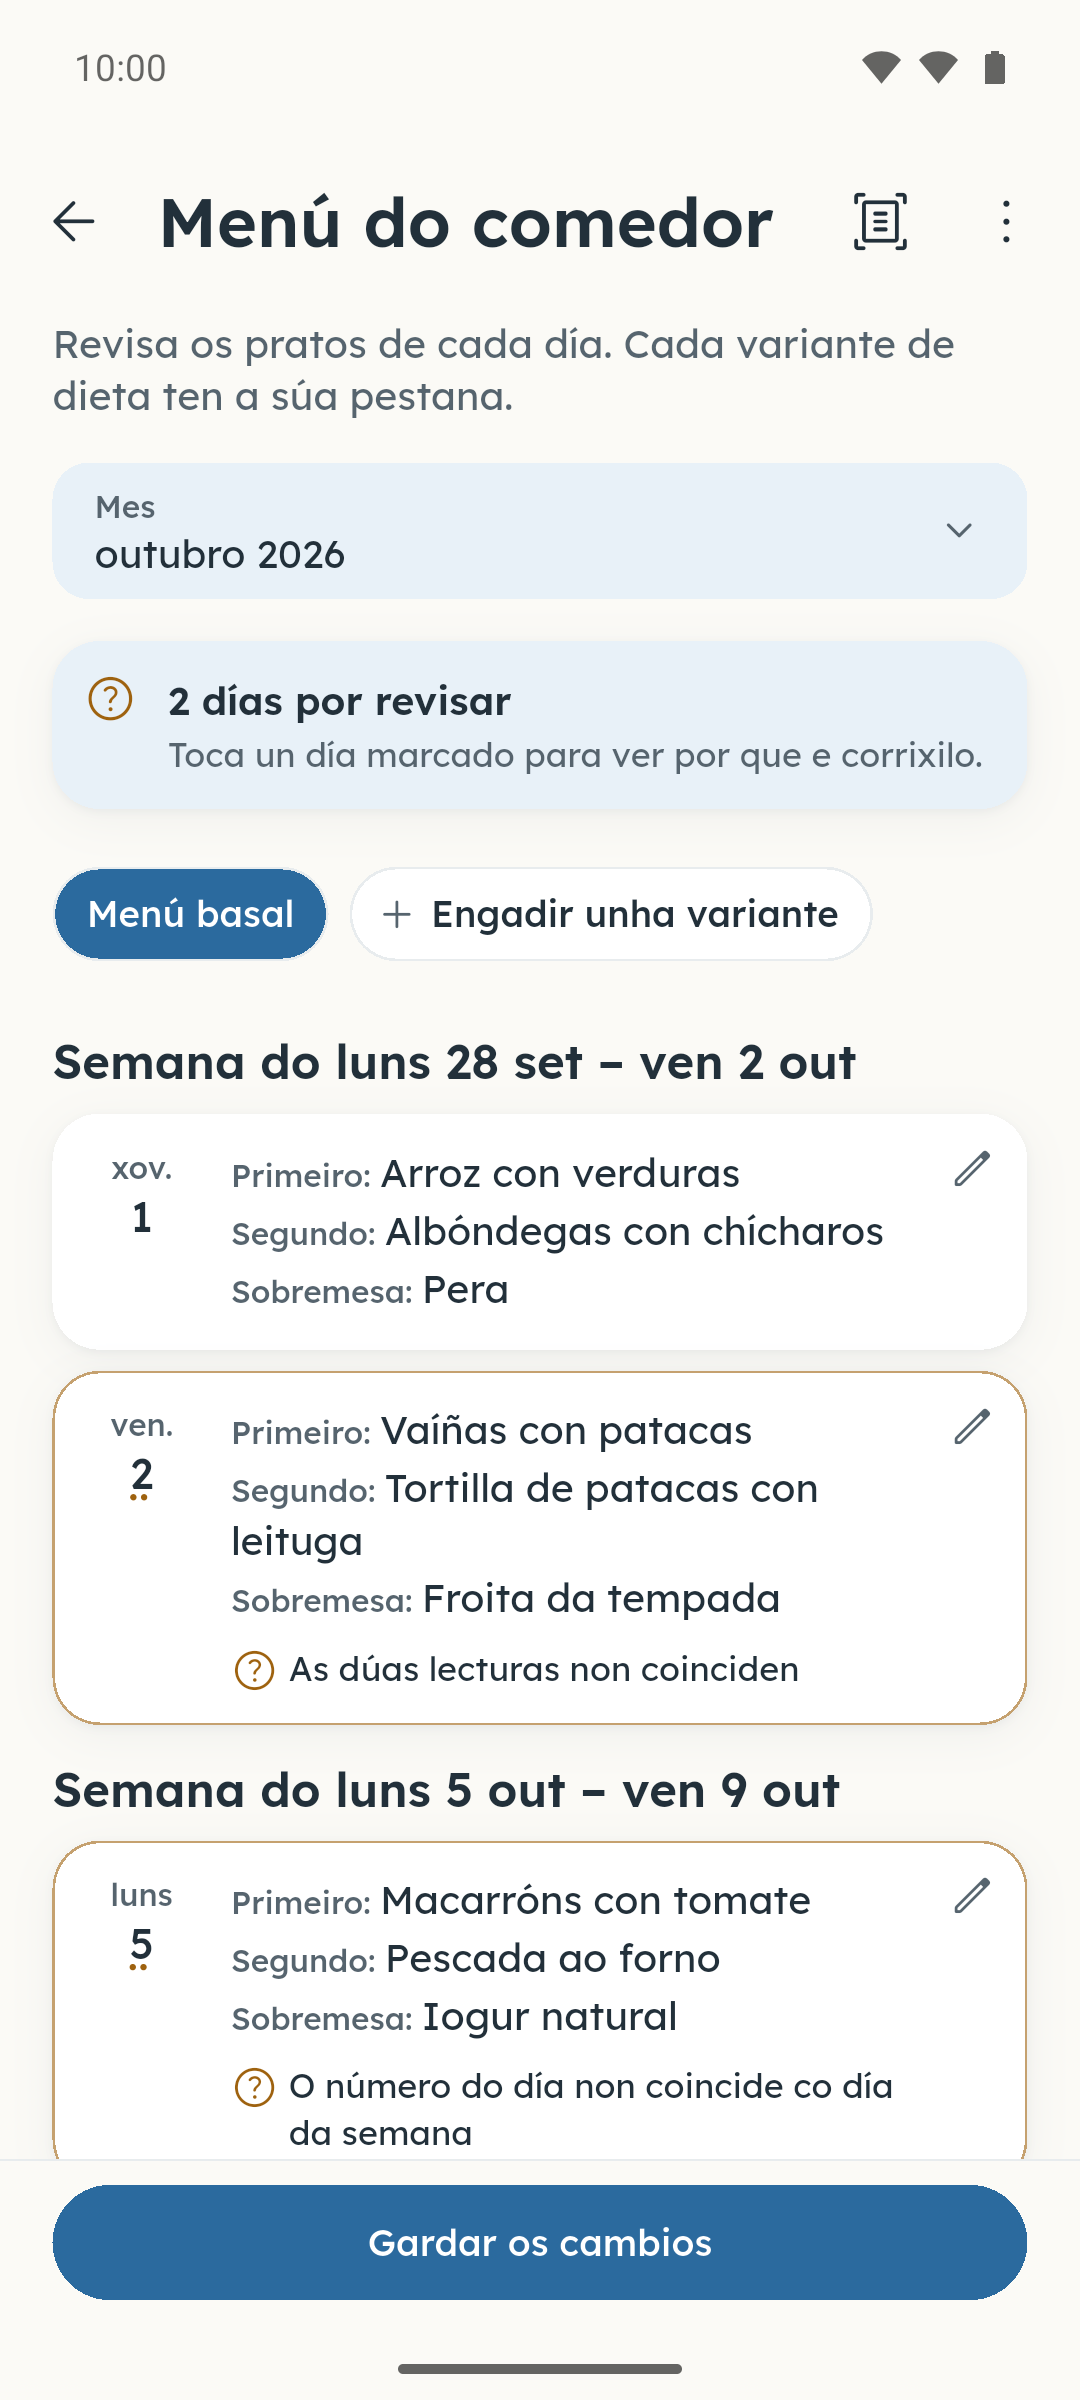 10:00
Menú do comedor
Revisa os pratos de cada día. Cada variante de
dieta ten a súa pestana.
Mes
outubro 2026
2 días por revisar
Toca un día marcado para ver por que e corrixilo.
Menú basal
Engadir unha variante
Semana do luns 28 set – ven 2 out
xov.
1
Primeiro: Arroz con verduras
Segundo: Albóndegas con chícharos
Sobremesa: Pera
ven.
2
Primeiro: Vaíñas con patacas
Segundo: Tortilla de patacas con
leituga
Sobremesa: Froita da tempada
As dúas lecturas non coinciden
Semana do luns 5 out – ven 9 out
luns
5
Primeiro: Macarróns con tomate
Segundo: Pescada ao forno
Sobremesa: Iogur natural
O número do día non coincide co día
da semana
Gardar os cambios